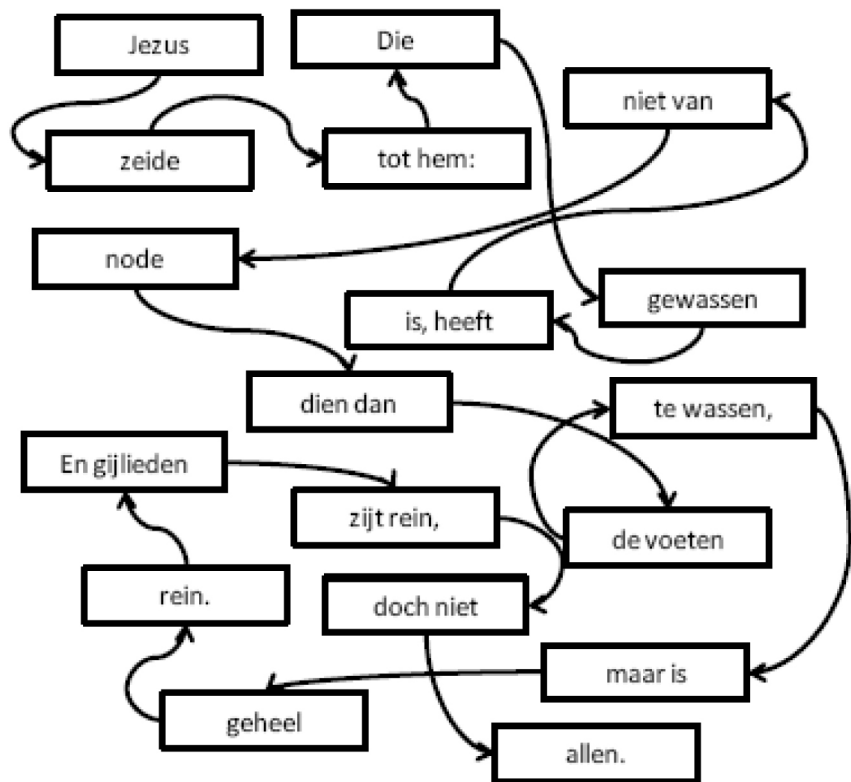 Jezus
zeide
tot hem:
Die
gewassen
is, heeft
niet van
node
dien dan
de voeten
te wassen,
maar is
geheel
rein.
En gijlieden
zijt rein,
doch niet
allen.